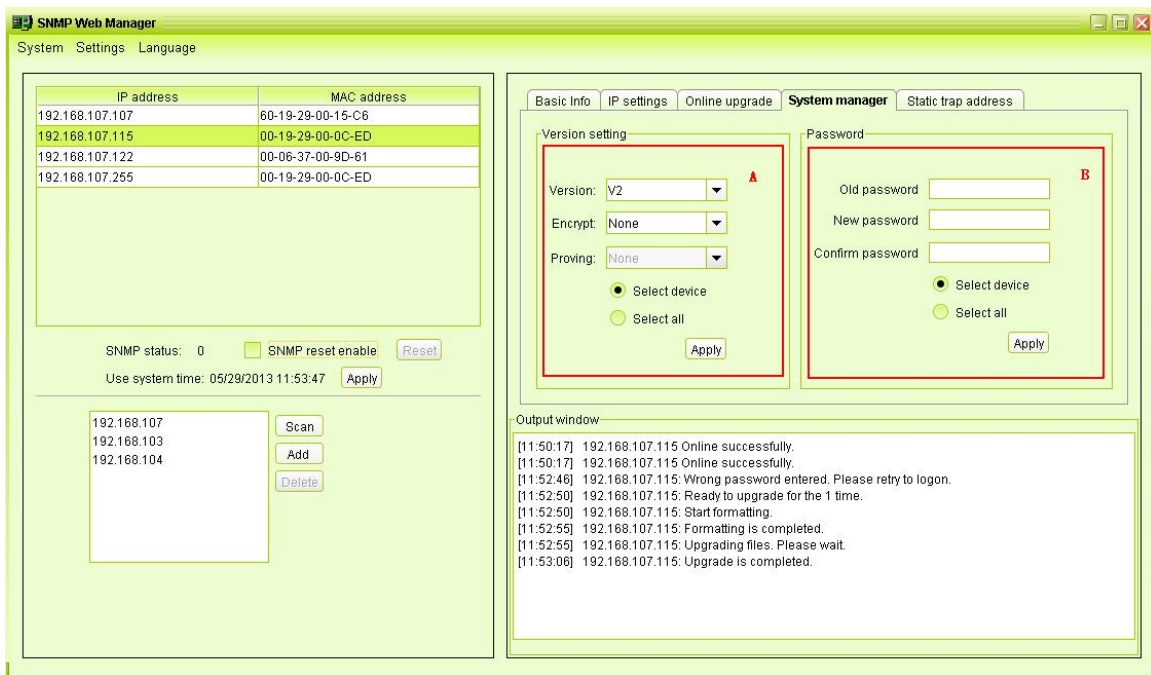 SNMP Web Manager
System Settings Language
IP address MAC address
192.168.107.107 60-19-29-00-15-C6
192.168.107.115 00-19-29-00-0C-ED
192.168.107.122 00-06-37-00-9D-61
192.168.107.255 00-19-29-00-0C-ED
SNMP status: 0 SNMP reset enable Reset
Use system time: 05/29/2013 11:53:47 Apply
192.168.107
192.168.103
192.168.104
Scan
Add
Delete
Basic Info IP settings Online upgrade System manager Static trap address
Version setting
A
Version: V2
Encrypt: None
Proving: None
Select device
Select all
Apply
Password
B
Old password
New password
Confirm password
Select device
Select all
Apply
Output window
[11:50:17] 192.168.107.115 Online successfully.
[11:50:17] 192.168.107.115 Online successfully.
[11:52:46] 192.168.107.115: Wrong password entered. Please retry to logon.
[11:52:50] 192.168.107.115: Ready to upgrade for the 1 time.
[11:52:50] 192.168.107.115: Start formatting.
[11:52:55] 192.168.107.115: Formatting is completed.
[11:52:55] 192.168.107.115: Upgrading files. Please wait.
[11:53:06] 192.168.107.115: Upgrade is completed.